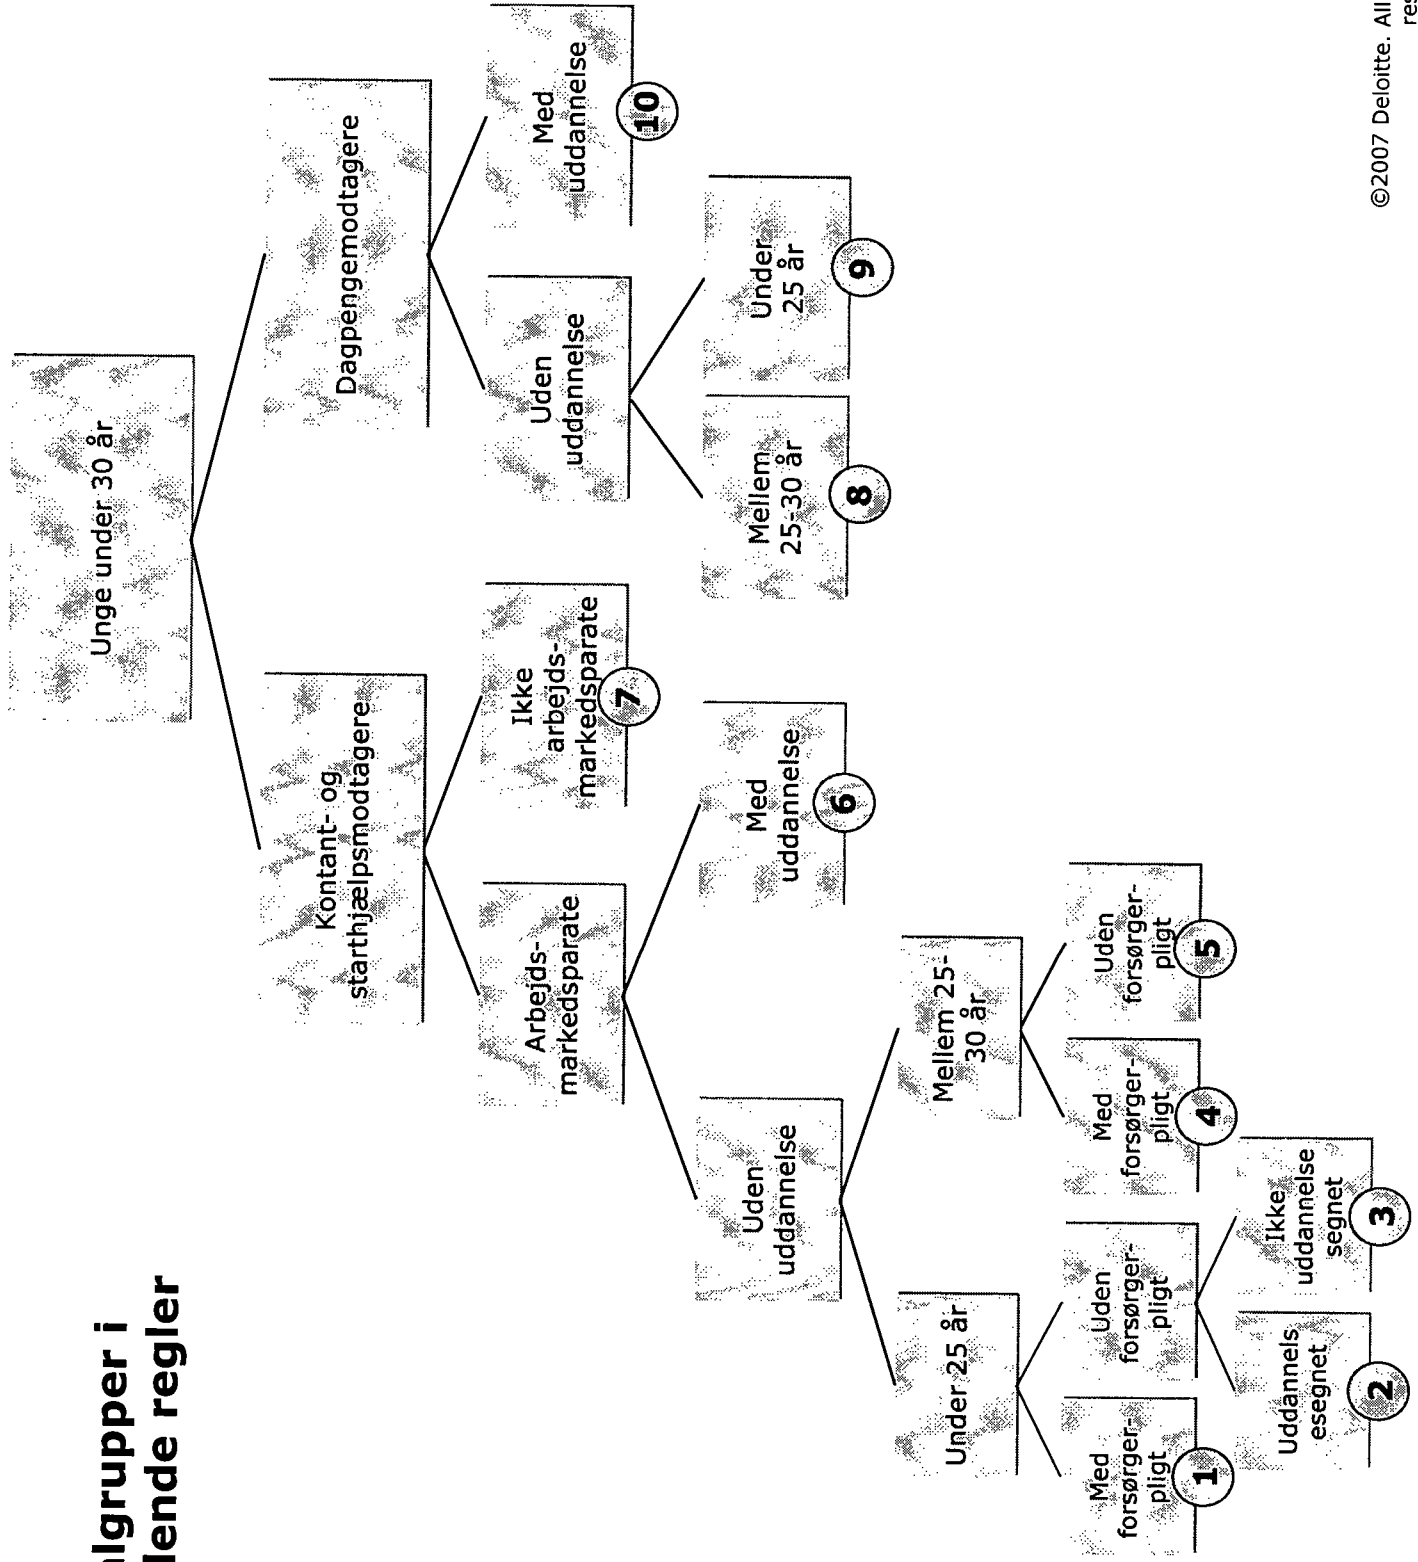 lgrupper i
lende regler
Unge under 30 år
Kontant- og
starthjælpsmodtagere
Dagpengemodtagere
Arbejds-
markedsparate
Ikke
arbejds-
markedsparate
7
Uden
uddannelse
Med
uddannelse
10
Uden
uddannelse
Med
uddannelse
6
Mellem
25-30 år
8
Under
25 år
9
Under 25 år
Mellem 25-
30 år
Med
forsørger-
pligt
1
Uden
forsørger-
pligt
Med
forsørger-
pligt
4
Uden
forsørger-
pligt
5
Uddannels
esegnet
2
Ikke
uddannelse
segnet
3
©2007 Deloitte. All
res